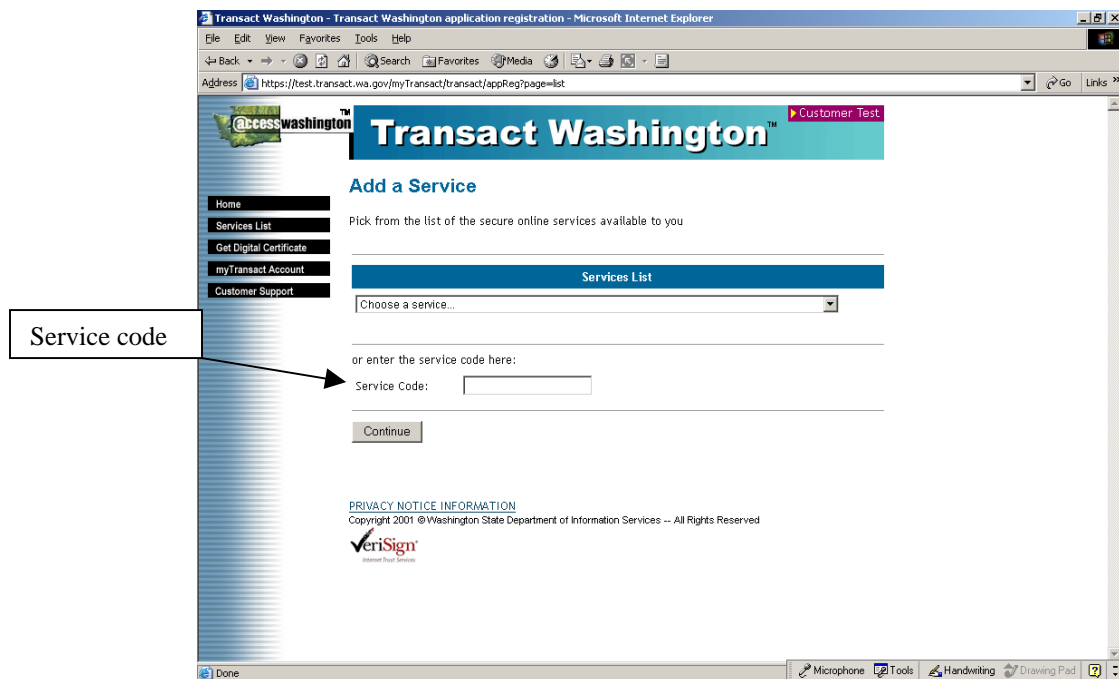 Transact Washington - Transact Washington application registration - Microsoft Internet Explorer
File Edit View Favorites Tools Help
Back Search Favorites Media
Address https://test.transact.wa.gov/myTransact/transact/appReg?page=list Go Links »
@ccesswashington™
Transact Washington™
Customer Test
Add a Service
Pick from the list of the secure online services available to you
Home
Services List
Get Digital Certificate
myTransact Account
Customer Support
Services List
Choose a service...
Service code
or enter the service code here:
Service Code:
Continue
PRIVACY NOTICE INFORMATION
Copyright 2001 © Washington State Department of Information Services -- All Rights Reserved
VeriSign
Internet Trust Services
Done
Microphone Tools Handwriting Drawing Pad